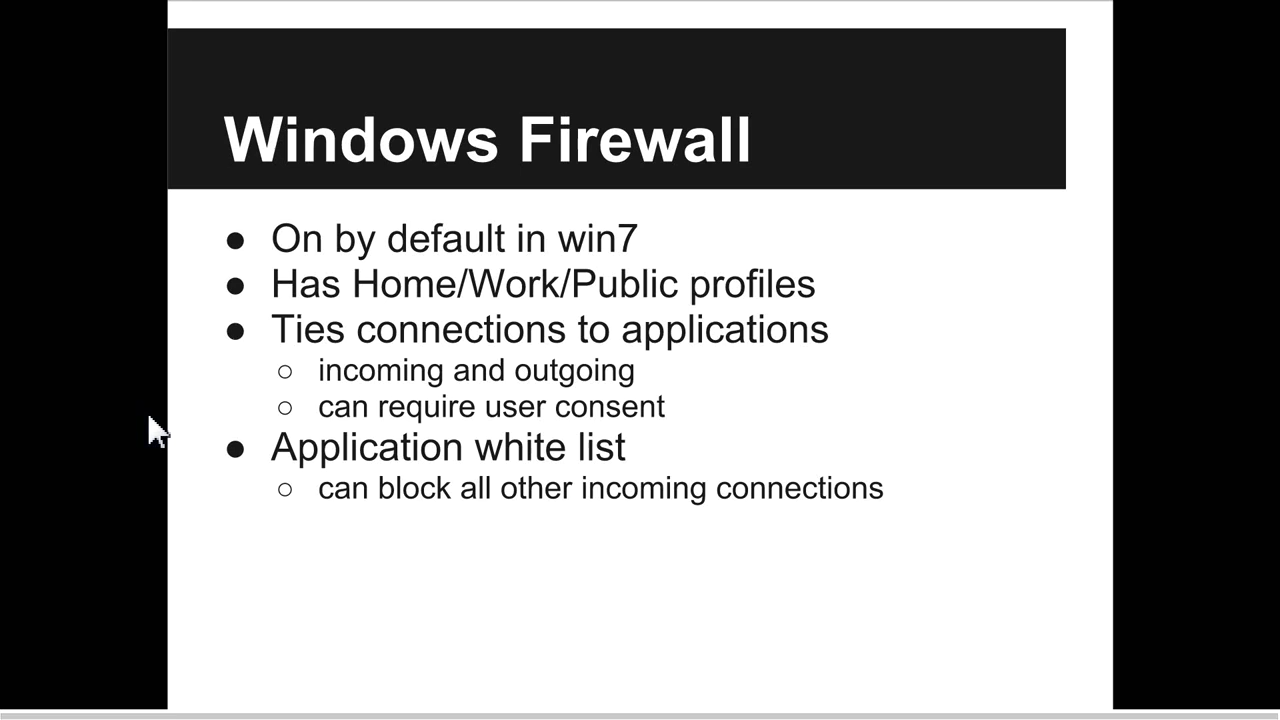 Windows Firewall
● On by default in win7
● Has Home/Work/Public profiles
● Ties connections to applications
○ incoming and outgoing
○ can require user consent
● Application white list
○ can block all other incoming connections